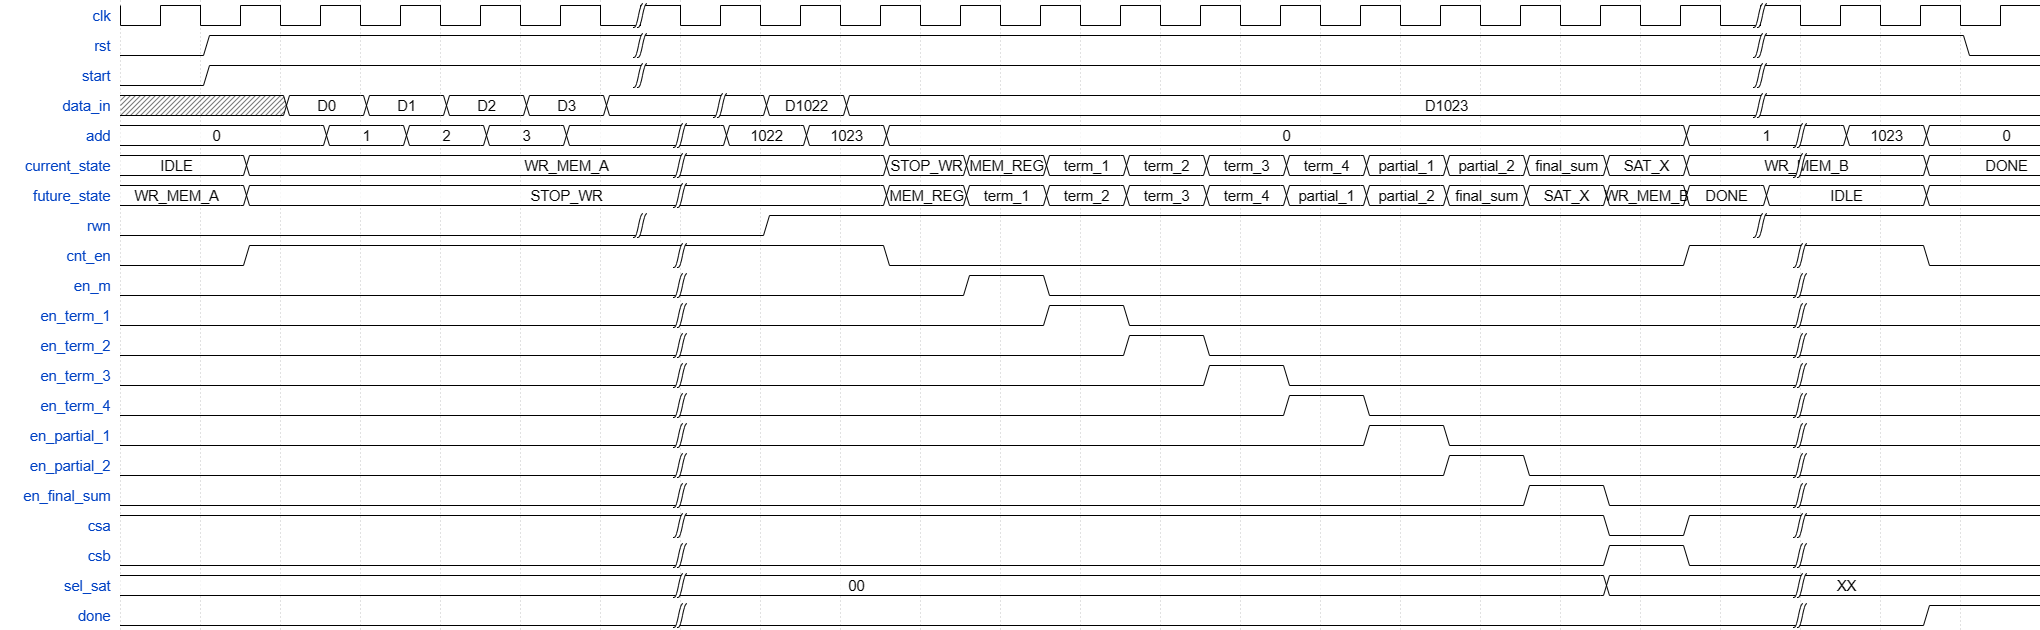 clk
rst
start
data_in D0 D1 D2 D3 D1022 D1023
add 0 1 2 3 1022 1023 0 1 1023 0
current_state IDLE WR_MEM_A STOP_WR MEM_REG term_1 term_2 term_3 term_4 partial_1 partial_2 final_sum SAT_X WR_MEM_B DONE
future_state WR_MEM_A STOP_WR MEM_REG term_1 term_2 term_3 term_4 partial_1 partial_2 final_sum SAT_X WR_MEM_B DONE IDLE
rwn
cnt_en
en_m
en_term_1
en_term_2
en_term_3
en_term_4
en_partial_1
en_partial_2
en_final_sum
csa
csb
sel_sat 00 XX
done